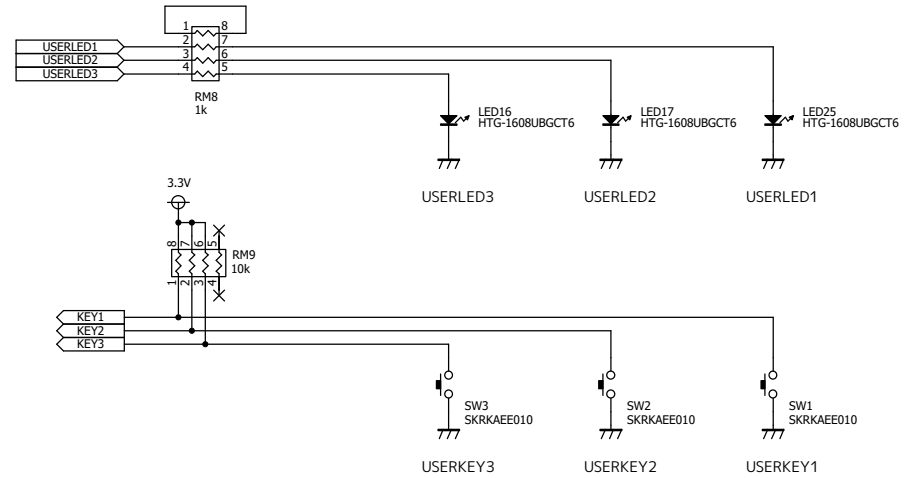 1 8
USERLED1 2 7
USERLED2 3 6
USERLED3 4 5
RM8
1k
LED16
HTG-1608UBGCT6
LED17
HTG-1608UBGCT6
LED25
HTG-1608UBGCT6
USERLED3 USERLED2 USERLED1
3.3V
8 7 6 5
RM9
10k
1 2 3 4
KEY1
KEY2
KEY3
SW3
SKRKAEE010
SW2
SKRKAEE010
SW1
SKRKAEE010
USERKEY3 USERKEY2 USERKEY1